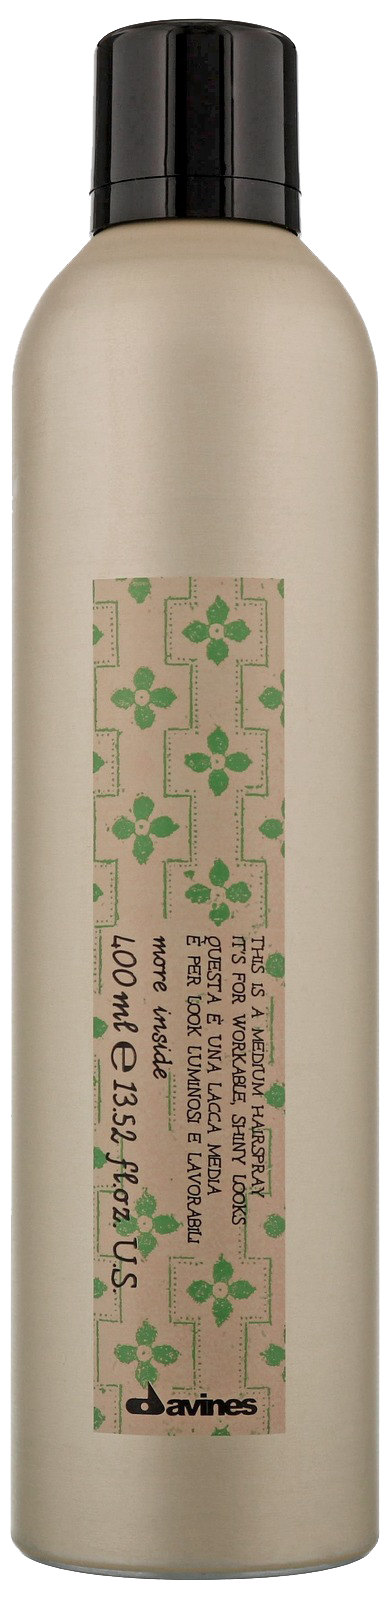 THIS IS A MEDIUM HAIRSPRAY
IT'S FOR WORKABLE, SHINY LOOKS
QUESTA È UNA LACCA MEDIA
È PER LOOK LUMINOSI E LAVORABILI
more inside
400 ml e 13.52 fl oz U.S.
davines